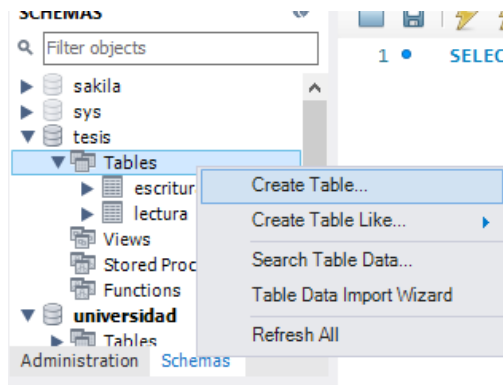 SCHEMAS
Filter objects
1 SELEC
sakila
sys
tesis
Tables
escritur
lectura
Views
Stored Proc
Functions
universidad
Tables
Create Table...
Create Table Like...
Search Table Data...
Table Data Import Wizard
Refresh All
Administration Schemas